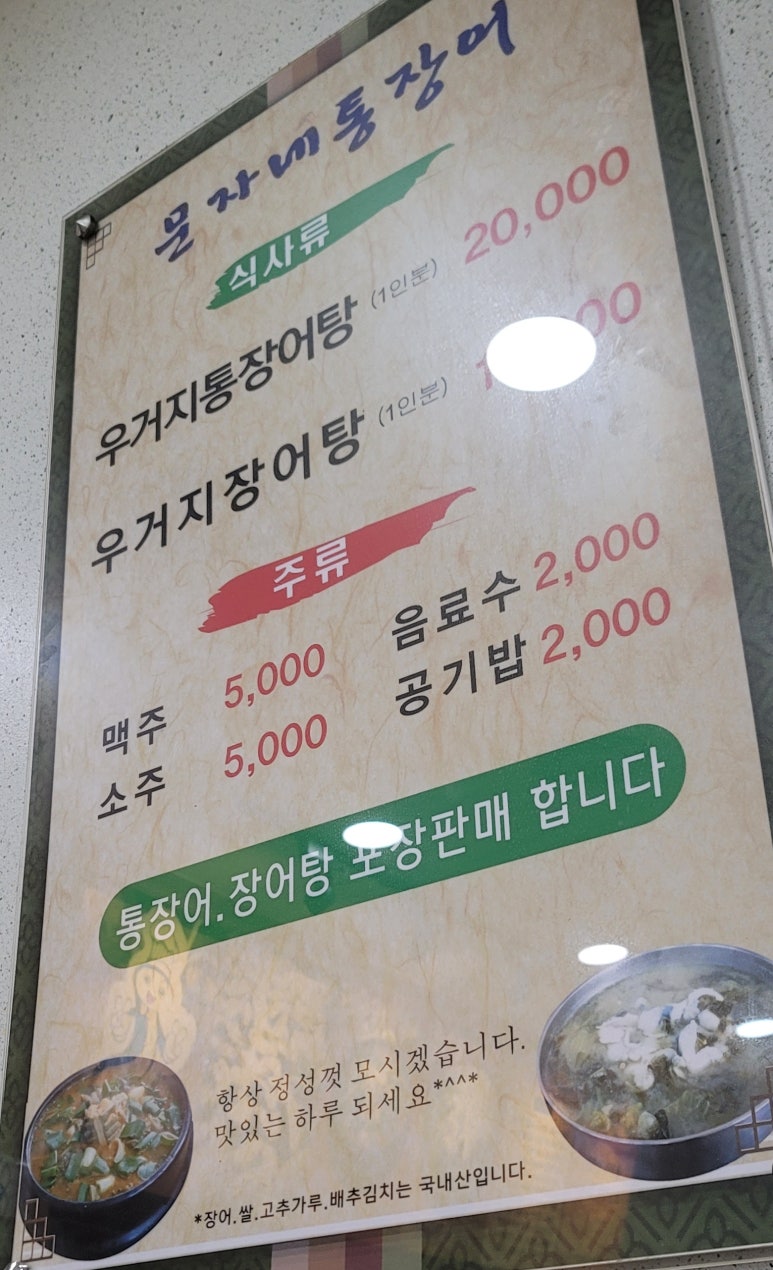 문자네통장어
식사류
우거지통장어탕 (1인분) 20,000
우거지장어탕 (1인분)
주류
맥주 5,000 음료수 2,000
소주 5,000 공기밥 2,000
통장어.장어탕 포장판매 합니다
항상 정성껏 모시겠습니다.
맛있는 하루 되세요*^^*
*장어.쌀.고추가루.배추김치는 국내산입니다.